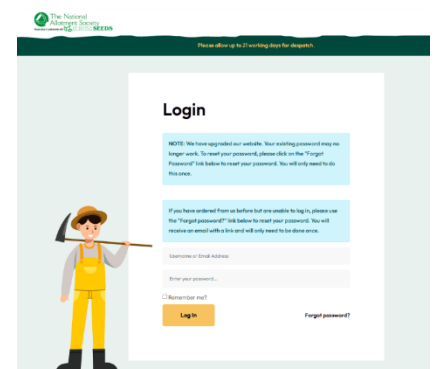 The National
Allotment Society
SEEDS
Please allow up to 21 working days for despatch.
Login
NOTE: We have upgraded our website. Your existing password may no
longer work. To reset your password, please click on the "Forgot
Password" link below to reset your password. You will only need to do
this once.
If you have ordered from us before but are unable to log in, please use
the "Forgot password?" link below to reset your password. You will
receive an email with a link and will only need to be done once.
Username or Email Address
Enter your password...
Remember me?
Log In
Forgot password?